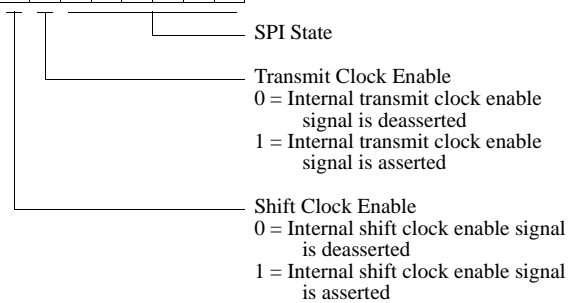 SPI State
Transmit Clock Enable
0 = Internal transmit clock enable
signal is deasserted
1 = Internal transmit clock enable
signal is asserted
Shift Clock Enable
0 = Internal shift clock enable signal
is deasserted
1 = Internal shift clock enable signal
is asserted